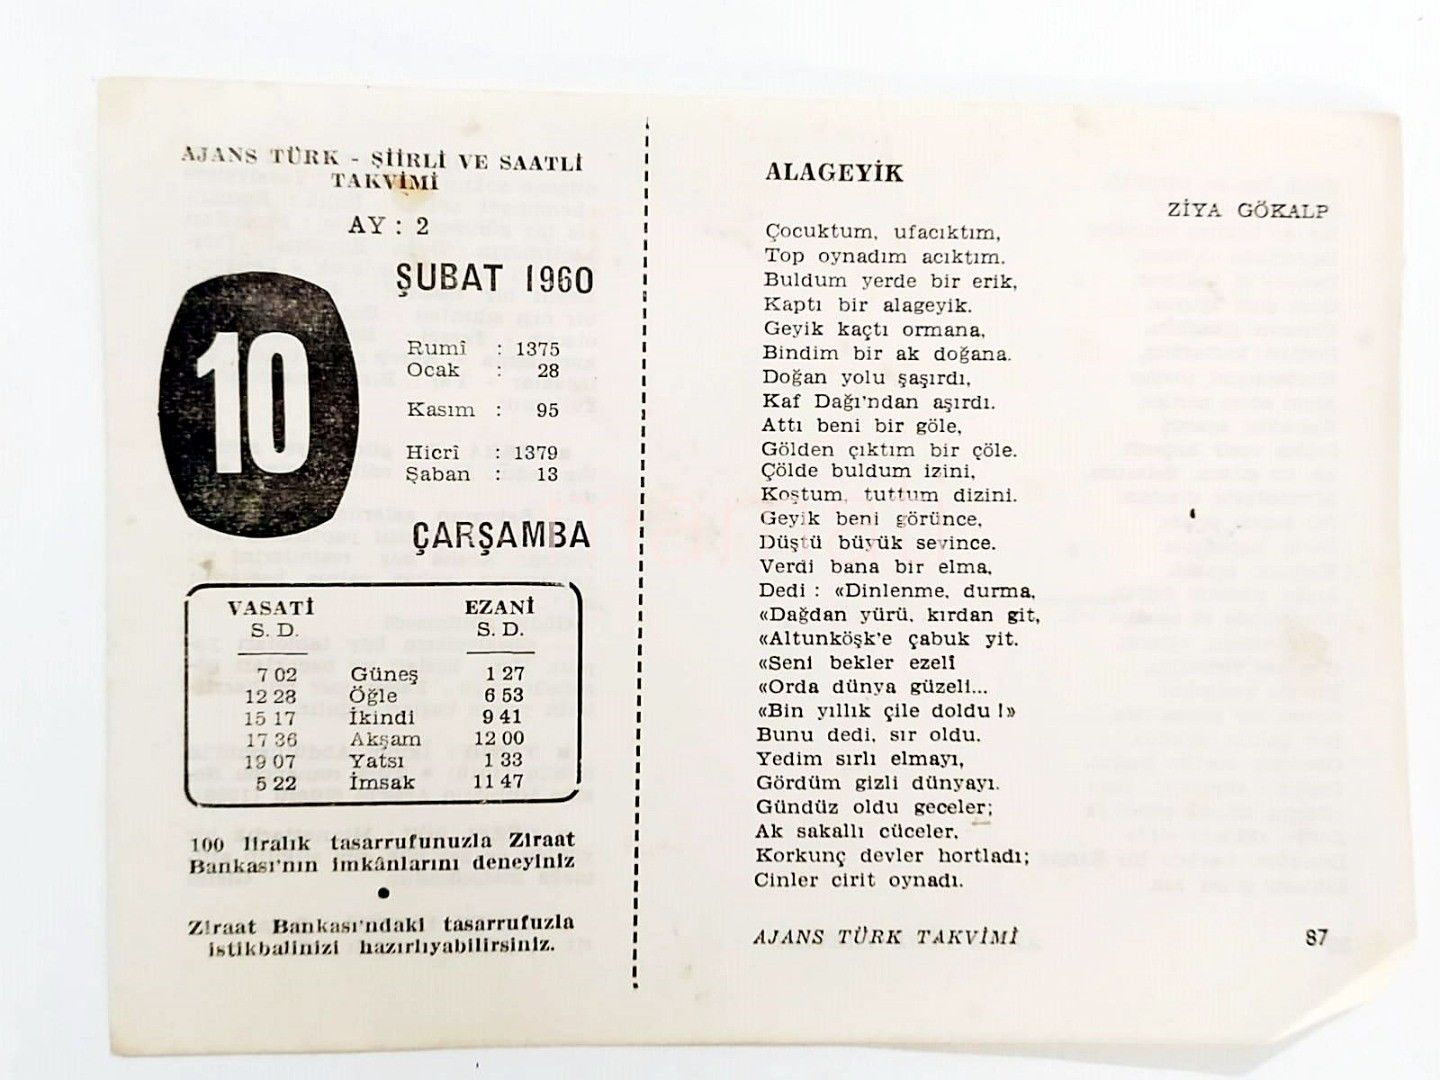 AJANS TÜRK - ŞİİRLİ VE SAATLİ
TAKVİMİ
AY : 2
ŞUBAT 1960
10
Rumî : 1375
Ocak : 28
Kasım : 95
Hicrî : 1379
Şaban : 13
ÇARŞAMBA
VASATİ EZANİ
S. D. S. D.
7 02 Güneş 1 27
12 28 Öğle 6 53
15 17 İkindi 9 41
17 36 Akşam 12 00
19 07 Yatsı 1 33
5 22 İmsak 11 47
100 liralık tasarrufunuzla Ziraat
Bankası'nın imkânlarını deneyiniz
●
Ziraat Bankası'ndaki tasarrufuzla
istikbalinizi hazırlıyabilirsiniz.
ALAGEYİK
ZİYA GÖKALP
Çocuktum, ufacıktım,
Top oynadım acıktım.
Buldum yerde bir erik,
Kaptı bir alageyik.
Geyik kaçtı ormana,
Bindim bir ak doğana.
Doğan yolu şaşırdı,
Kaf Dağı'ndan aşırdı.
Attı beni bir göle,
Gölden çıktım bir çöle.
Çölde buldum izini,
Koştum, tuttum dizini.
Geyik beni görünce,
Düştü büyük sevince.
Verdi bana bir elma,
Dedi : «Dinlenme, durma,
«Dağdan yürü, kırdan git,
«Altunköşk'e çabuk yit.
«Seni bekler ezelî
«Orda dünya güzeli...
«Bin yıllık çile doldu!»
Bunu dedi, sır oldu.
Yedim sırlı elmayı,
Gördüm gizli dünyayı.
Gündüz oldu geceler;
Ak sakallı cüceler,
Korkunç devler hortladı;
Cinler cirit oynadı.
AJANS TÜRK TAKVİMİ 87